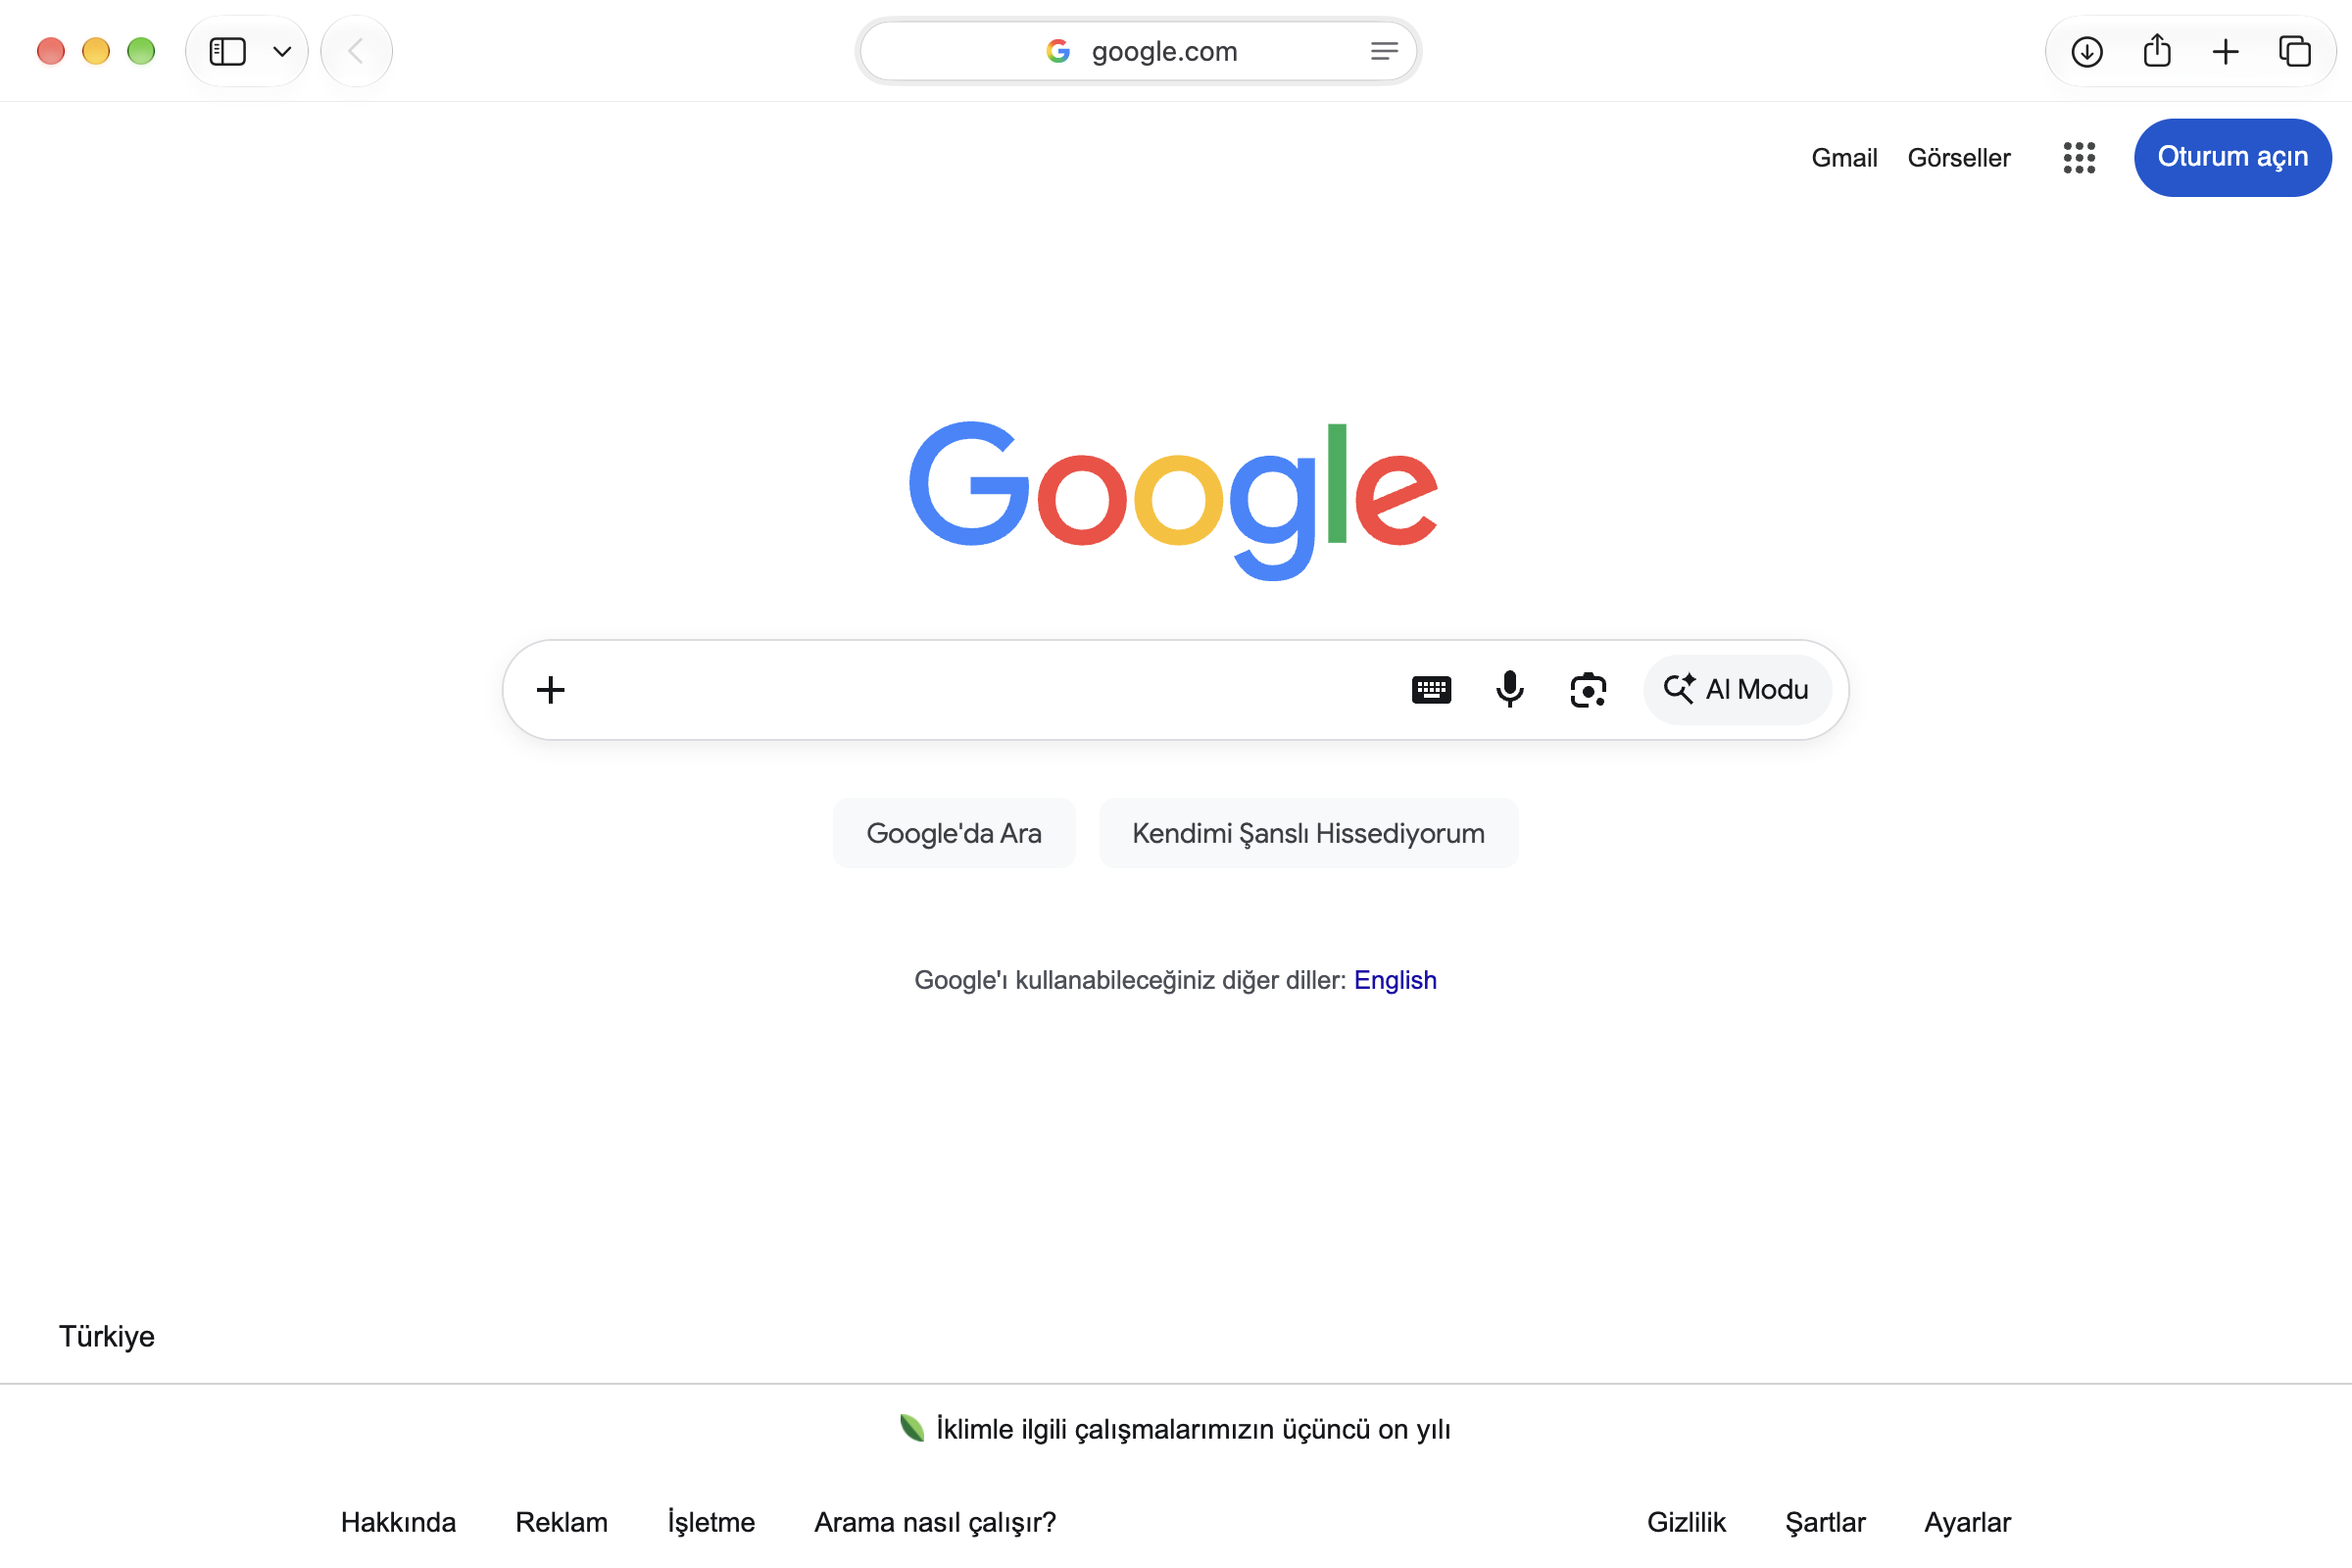 google.com
Gmail Görseller Oturum açın
Google
AI Modu
Google'da Ara Kendimi Şanslı Hissediyorum
Google'ı kullanabileceğiniz diğer diller: English
Türkiye
İklimle ilgili çalışmalarımızın üçüncü on yılı
Hakkında Reklam İşletme Arama nasıl çalışır? Gizlilik Şartlar Ayarlar